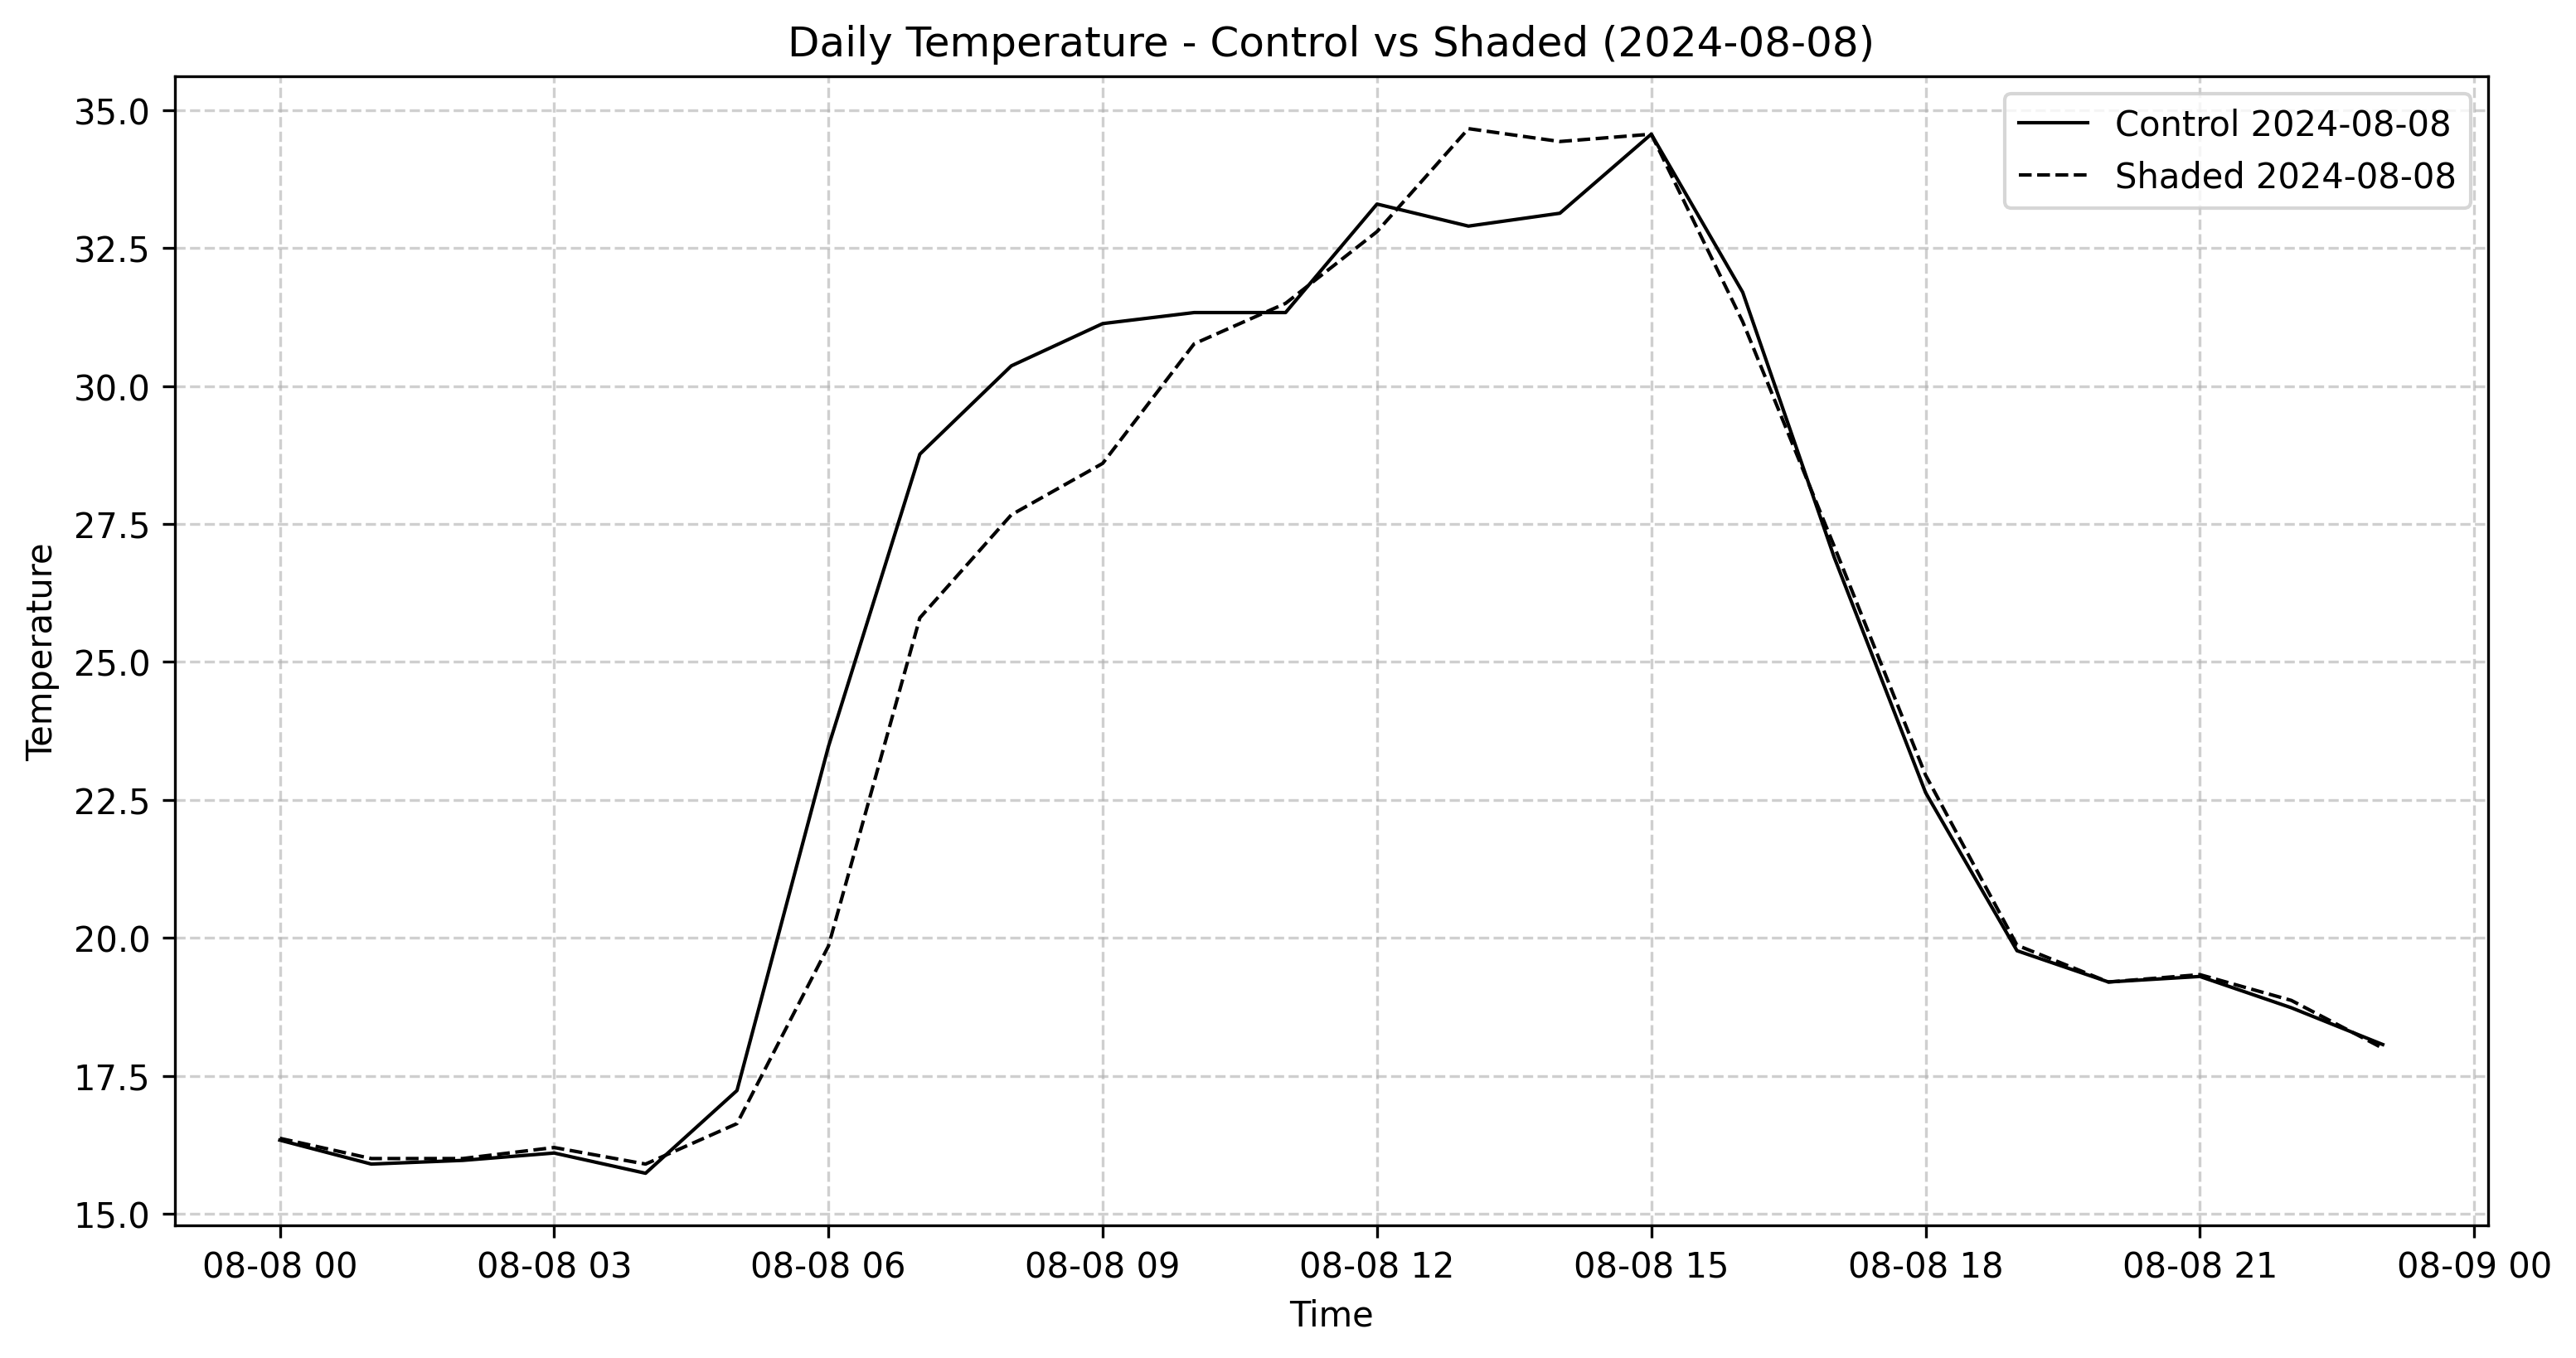 Daily Temperature - Control vs Shaded (2024-08-08)
Control 2024-08-08
Shaded 2024-08-08
35.0
32.5
30.0
27.5
25.0
22.5
20.0
17.5
15.0
Temperature
08-08 00 08-08 03 08-08 06 08-08 09 08-08 12 08-08 15 08-08 18 08-08 21 08-09 00
Time